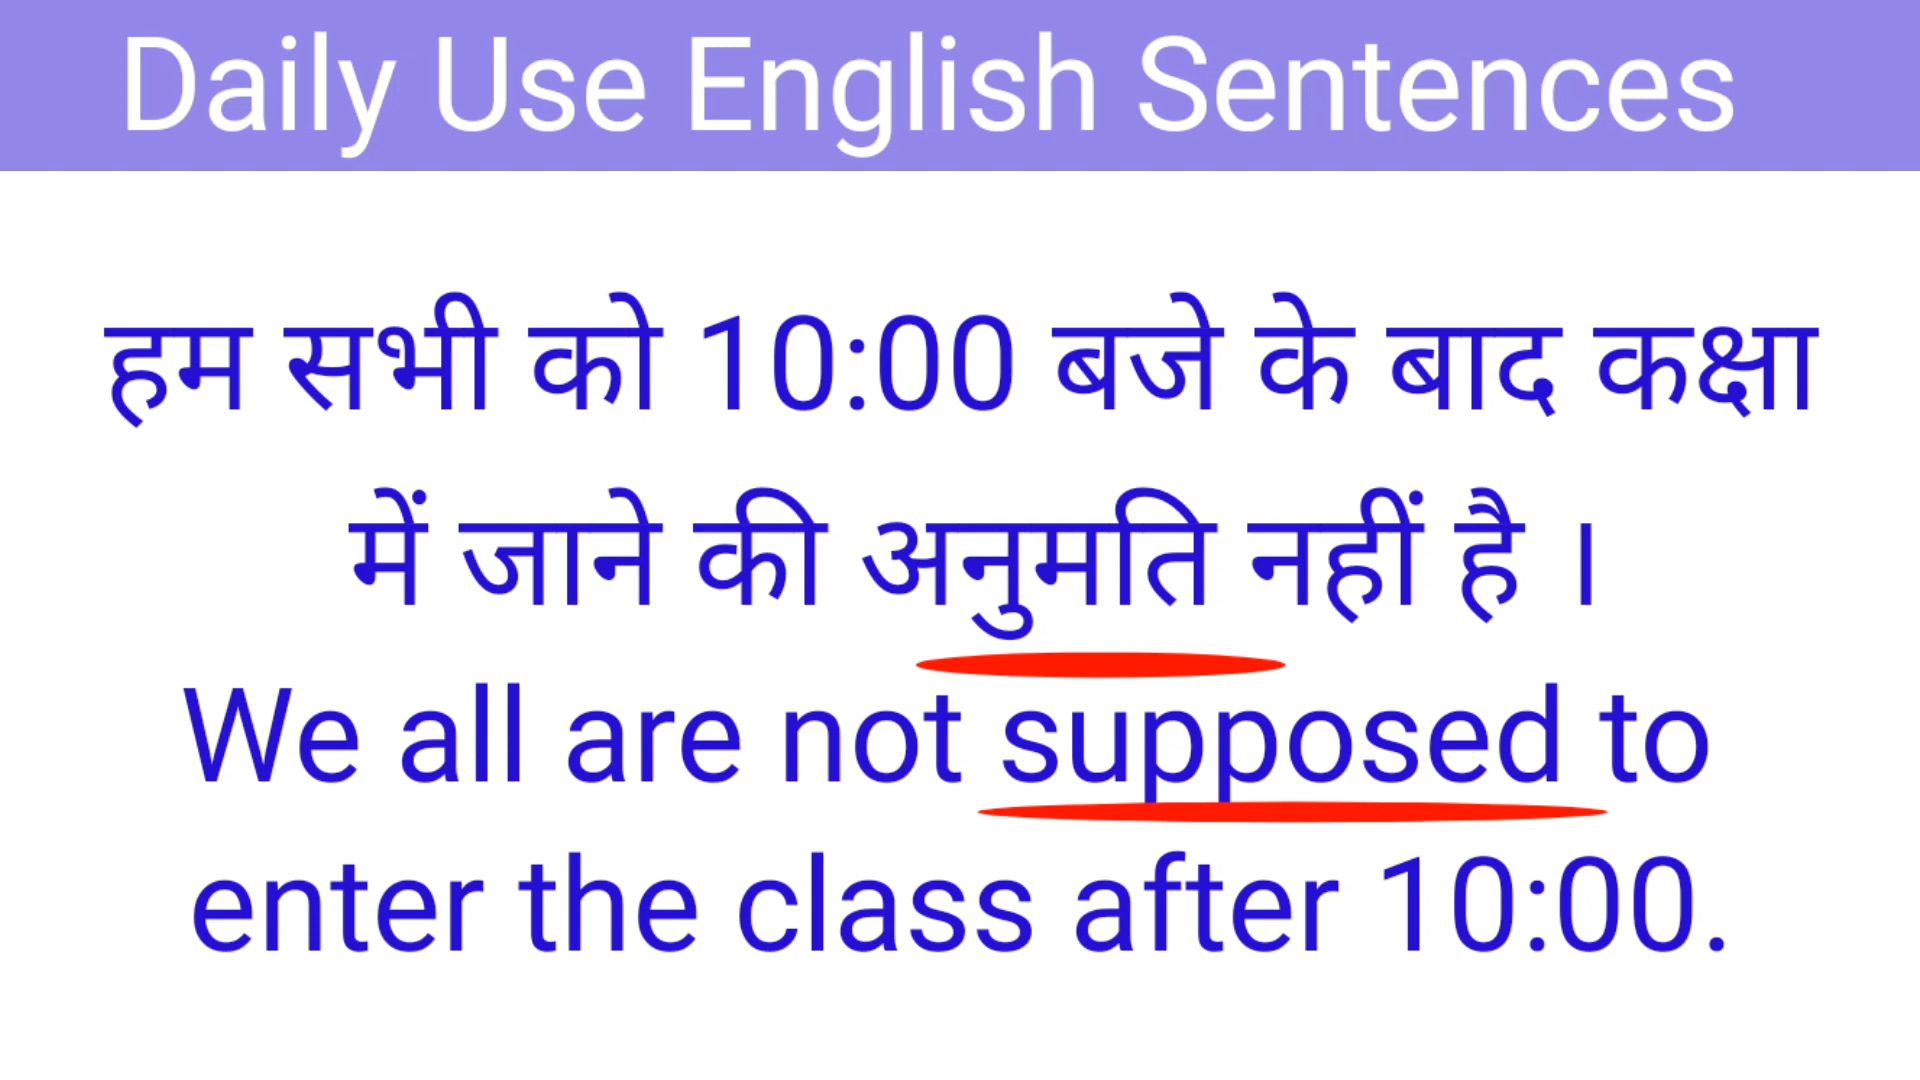 Daily Use English Sentences
हम सभी को 10:00 बजे के बाद कक्षा
में जाने की अनुमति नहीं है ।
We all are not supposed to
enter the class after 10:00.